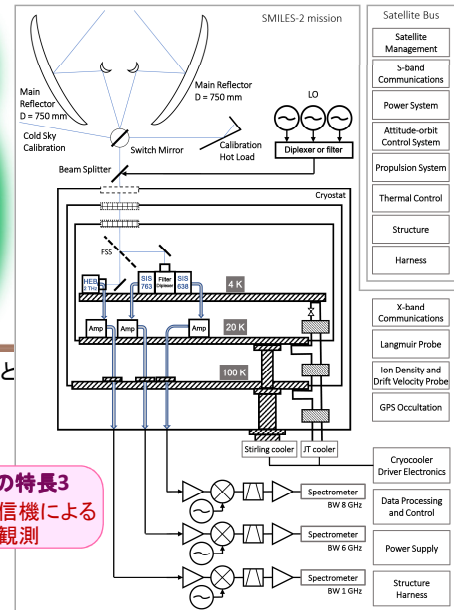 SMILES-2 mission
Satellite Bus
Satellite
Management
S-band
Communications
Power System
Attitude-orbit
Control System
Propulsion System
Thermal Control
Structure
Harness
Main
Reflector
D = 750 mm
Main Reflector
D = 750 mm
LO
Cold Sky
Calibration
Switch Mirror
Calibration
Hot Load
Diplexer or filter
Beam Splitter
Cryostat
FSS
HEB
2 THz
SIS
763
Filter
Diplexer
SIS
638
4 K
Amp
Amp
Amp
20 K
100 K
と
X-band
Communications
Langmuir Probe
Ion Density and
Drift Velocity Probe
GPS Occultation
Stirling cooler
JT cooler
Cryocooler
Driver Electronics
の特長3
信機による
観測
Spectrometer
BW 8 GHz
Spectrometer
BW 6 GHz
Spectrometer
BW 1 GHz
Data Processing
and Control
Power Supply
Structure
Harness